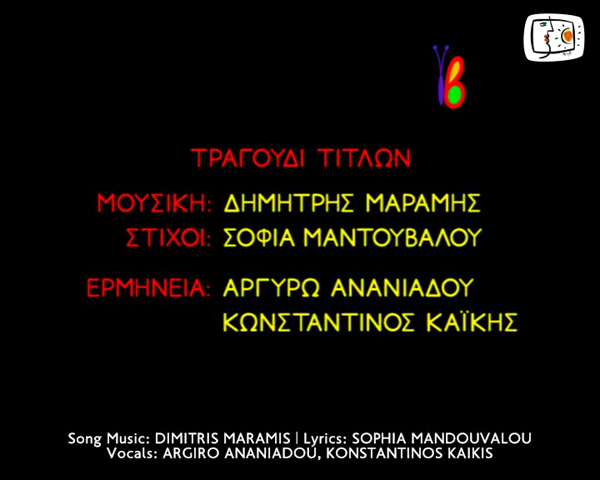 ΤΡΑΓΟΥΔΙ ΤΙΤΛΩΝ
ΜΟΥΣΙΚΗ: ΔΗΜΗΤΡΗΣ ΜΑΡΑΜΗΣ
ΣΤΙΧΟΙ: ΣΟΦΙΑ ΜΑΝΤΟΥΒΑΛΟΥ
ΕΡΜΗΝΕΙΑ: ΑΡΓΥΡΩ ΑΝΑΝΙΑΔΟΥ
ΚΩΝΣΤΑΝΤΙΝΟΣ ΚΑΪΚΗΣ
Song Music: DIMITRIS MARAMIS | Lyrics: SOPHIA MANDOUVALOU
Vocals: ARGIRO ANANIADOU, KONSTANTINOS KAIKIS